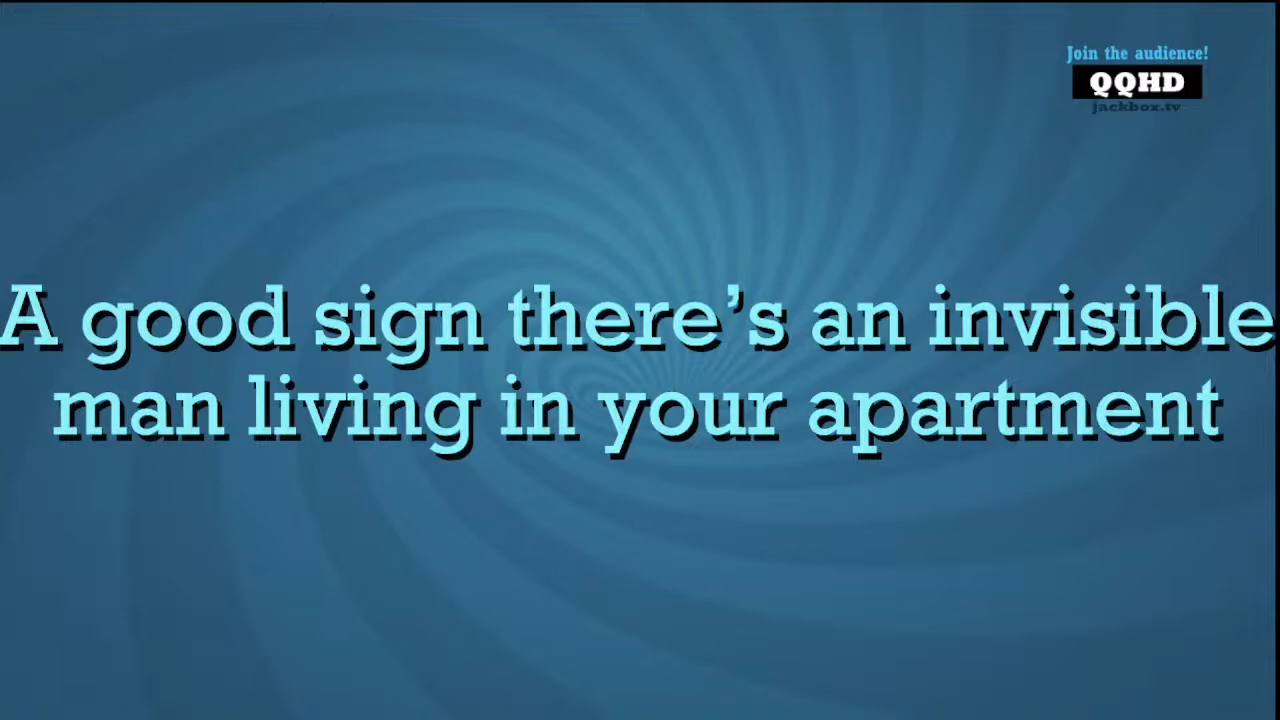 Join the audience!
QQHD
jackbox.tv
A good sign there's an invisible
man living in your apartment